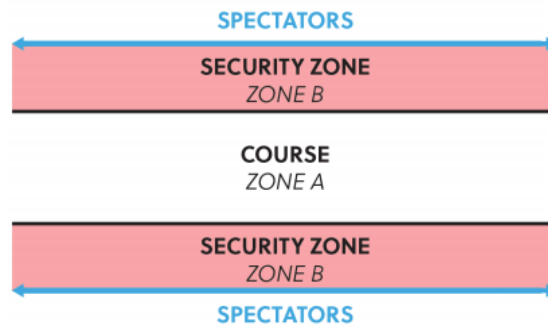 SPECTATORS
SECURITY ZONE
ZONE B
COURSE
ZONE A
SECURITY ZONE
ZONE B
SPECTATORS